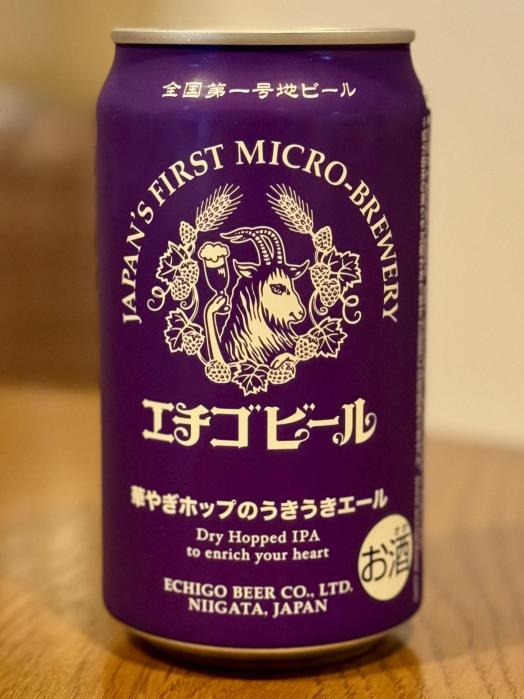 全国第一号地ビール
JAPAN'S FIRST MICRO-BREWERY
エチゴビール
華やぎホップのうきうきエール
Dry Hopped IPA
to enrich your heart
お酒
ECHIGO BEER CO., LTD.
NIIGATA, JAPAN